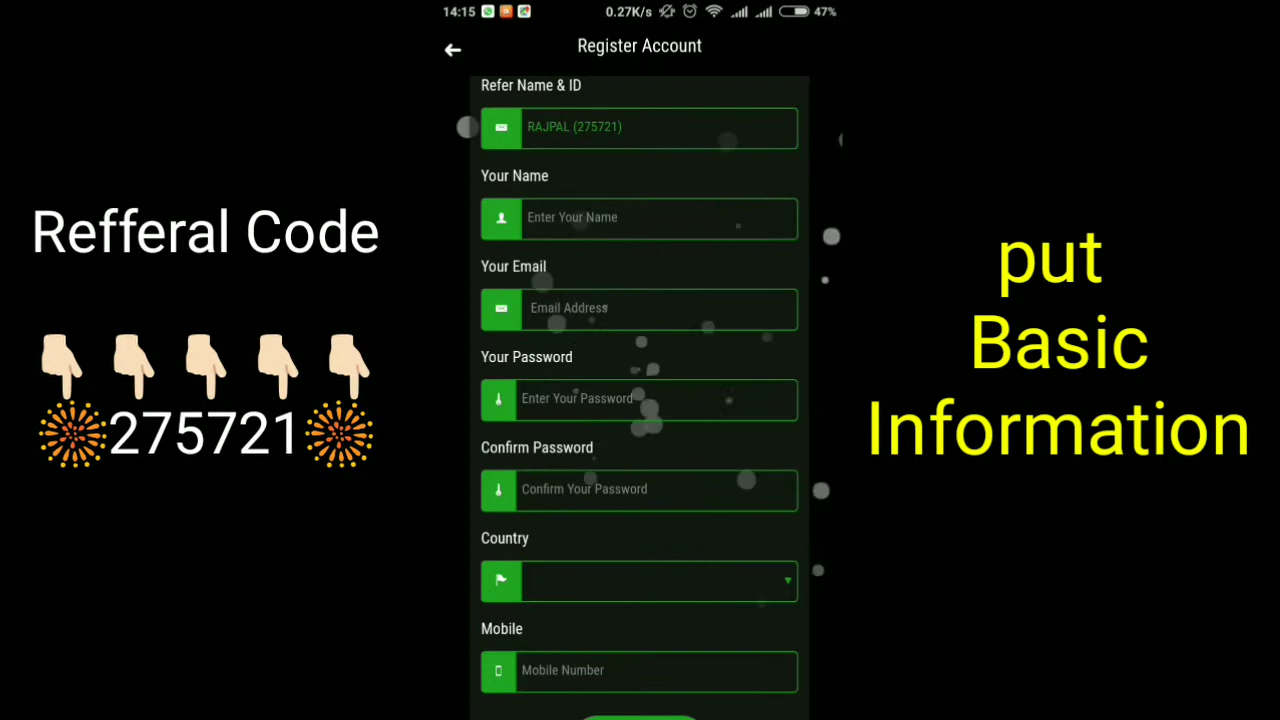 14:15
0.27K/s
47%
Register Account
Refer Name & ID
RAJPAL (275721)
Your Name
Enter Your Name
Your Email
Email Address
Your Password
Enter Your Password
Confirm Password
Confirm Your Password
Country
Mobile
Mobile Number
Refferal Code
275721
put
Basic
Information